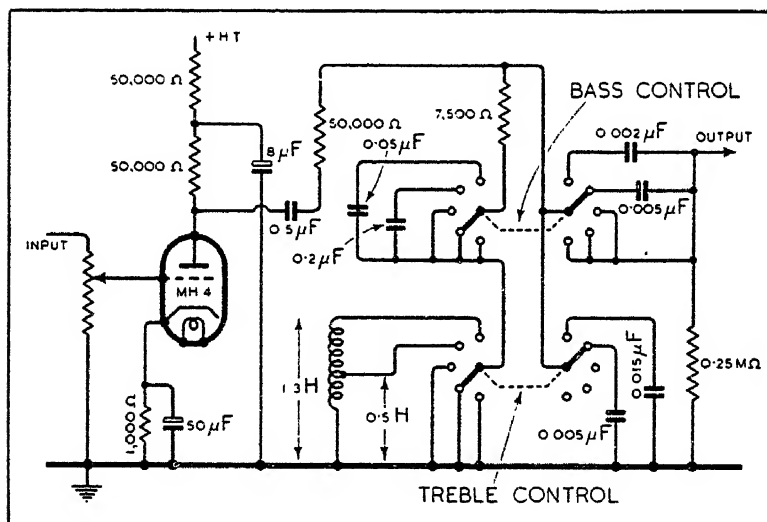 +HT
50,000 Ω
50,000 Ω
8μF
0.5μF
50,000 Ω
7,500Ω
BASS CONTROL
0.05μF
0.2μF
0.002μF
OUTPUT
0.005μF
INPUT
MH 4
1,000Ω
50μF
1.3H
0.5H
0.005μF
0.015μF
0.25MΩ
TREBLE CONTROL